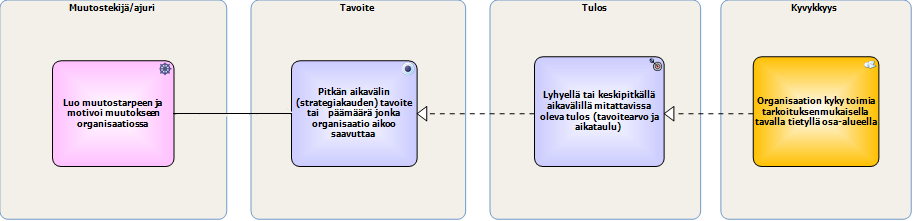 Muutostekijä/ajuri
Luo muutostarpeen ja
motivoi muutokseen
organisaatiossa
Tavoite
Pitkän aikavälin
(strategiakauden) tavoite
tai päämäärä jonka
organisaatio aikoo
saavuttaa
Tulos
Lyhyellä tai keskipitkällä
aikavälillä mitattavissa
oleva tulos (tavoitearvo ja
aikataulu)
Kyvykkyys
Organisaation kyky toimia
tarkoituksenmukaisella
tavalla tietyllä osa-alueella